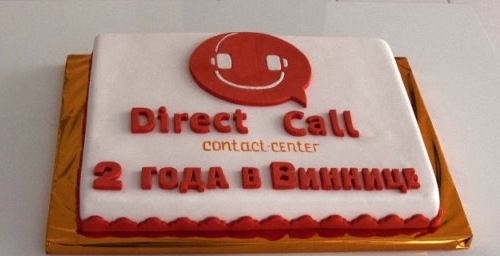 Direct Call
contact-center
2 года в Виннице